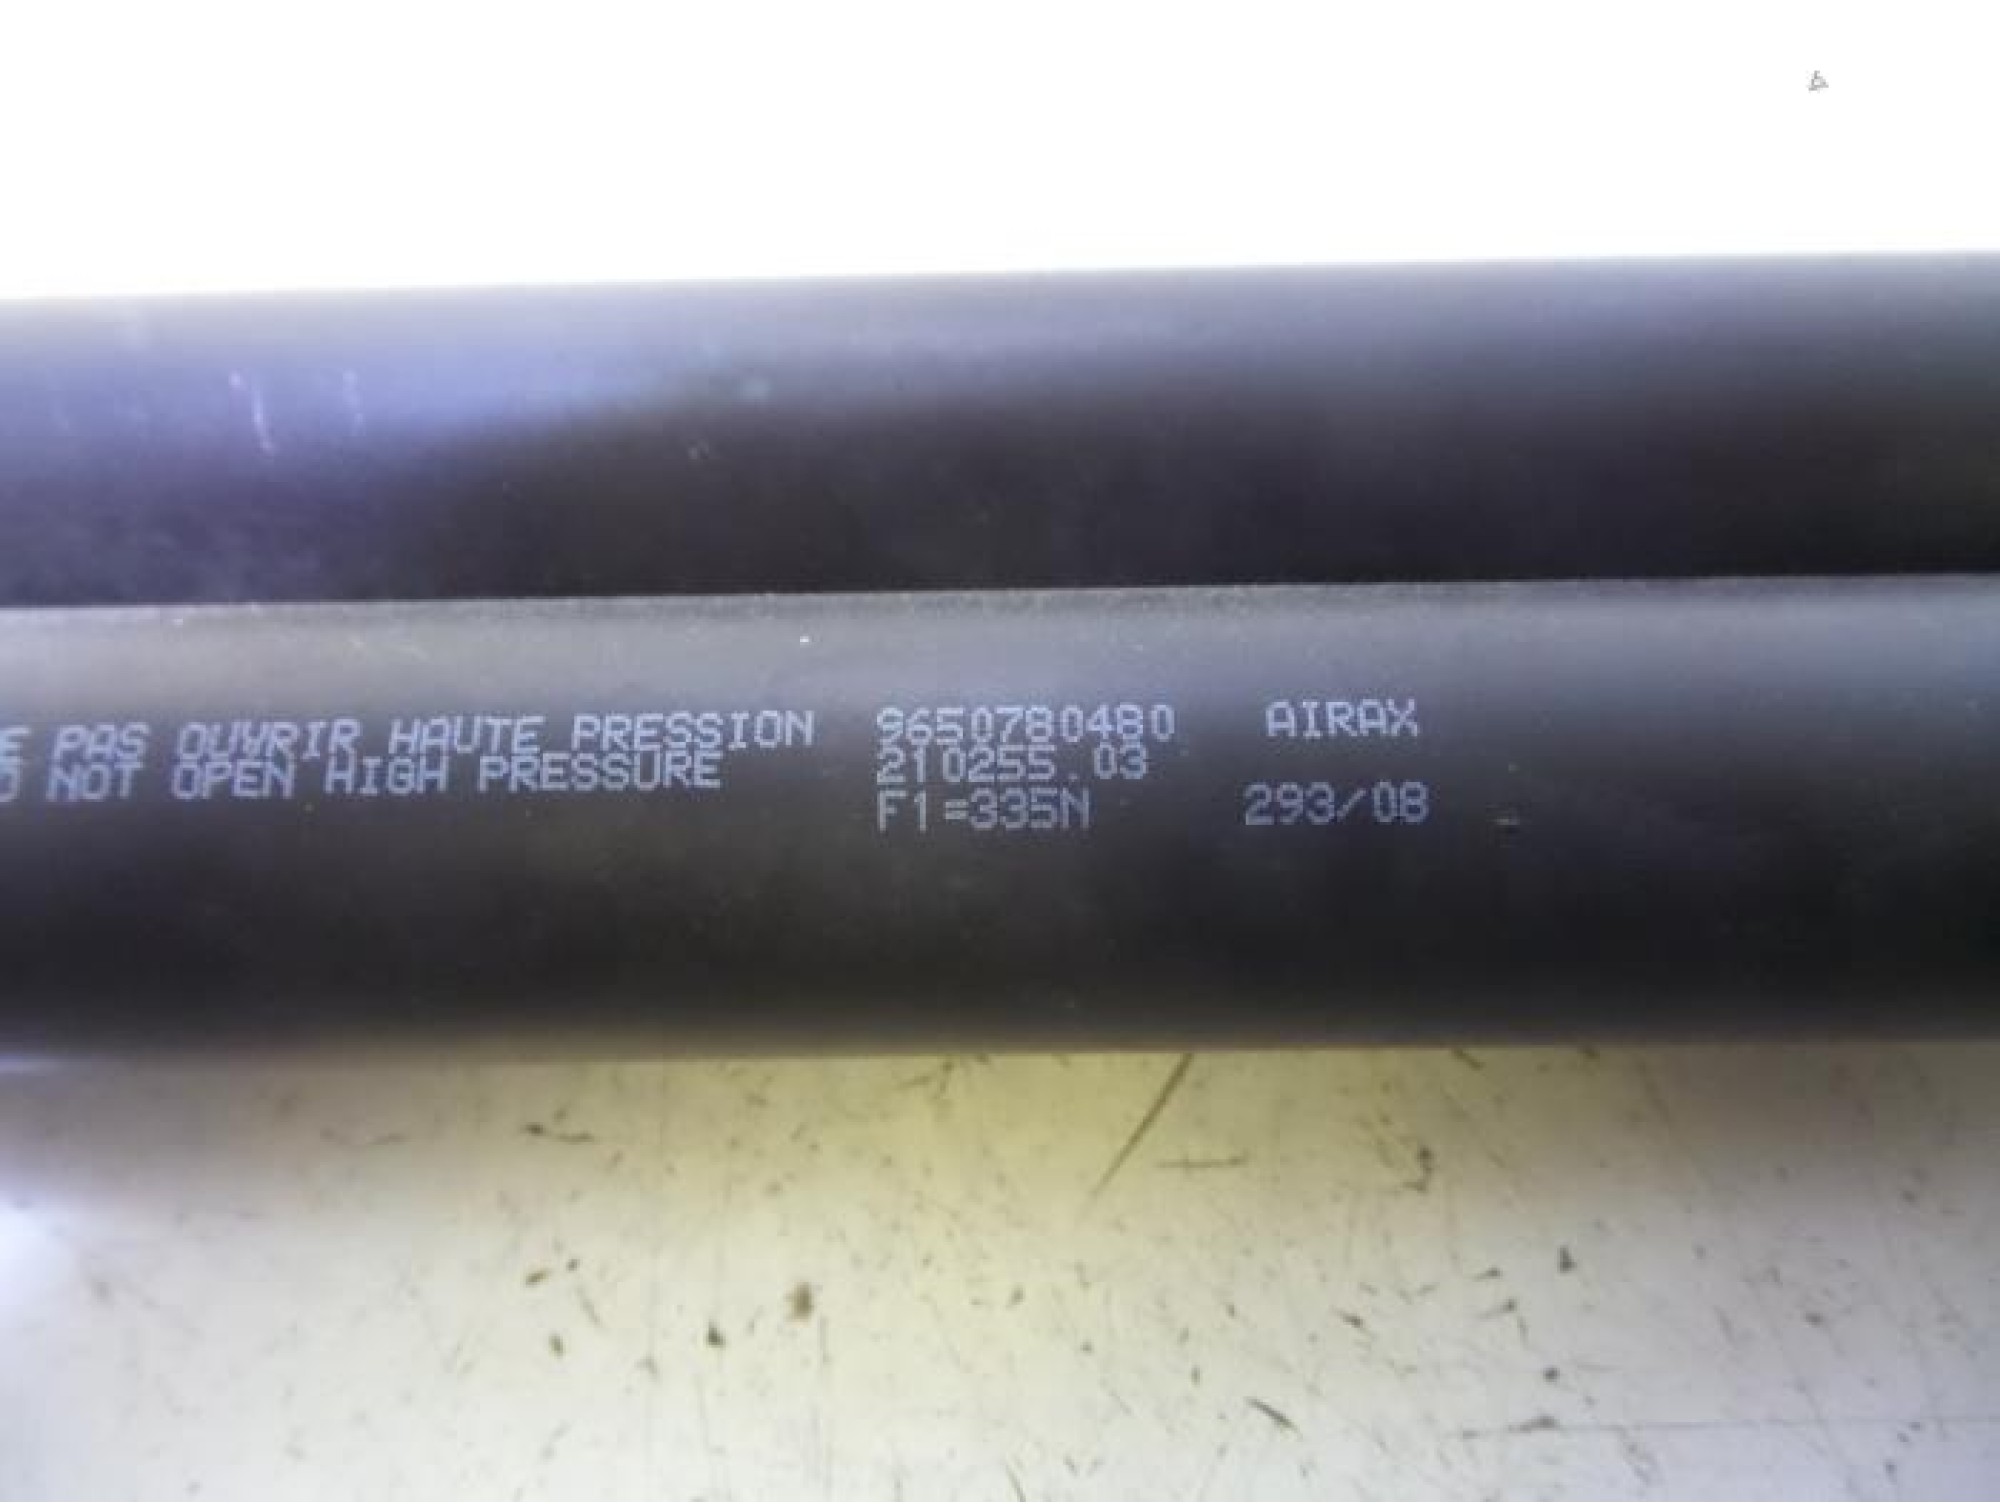 E PAS OUVRIR HAUTE PRESSION 9650780480 AIRAX
O NOT OPEN HIGH PRESSURE 210255.03
F1=335N 293/08